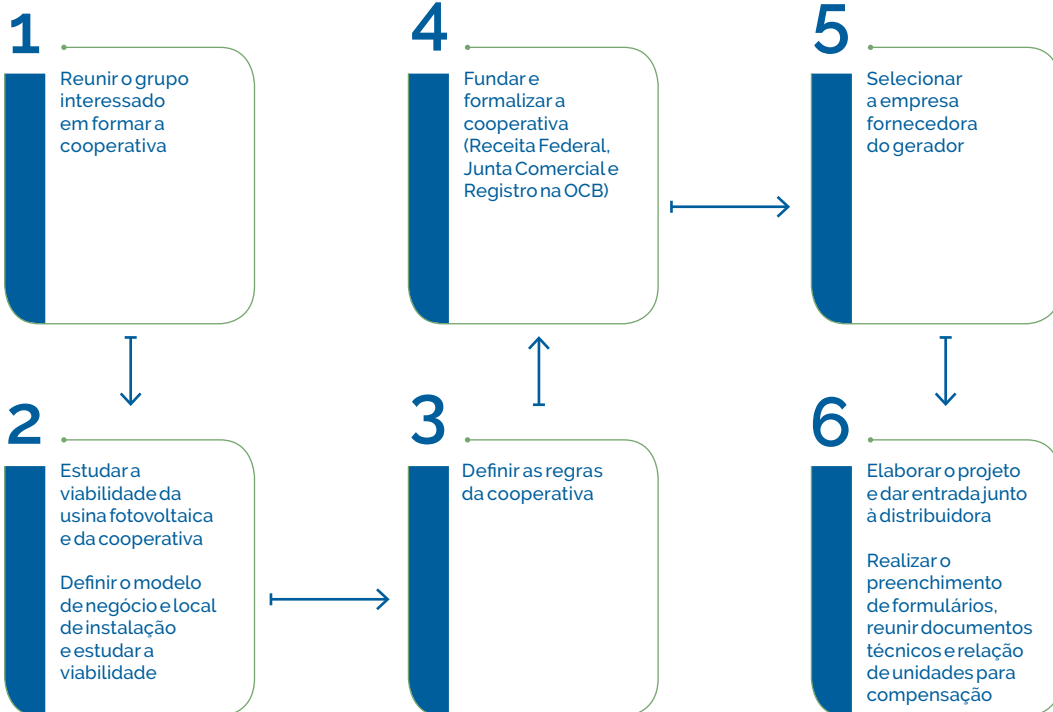 1
Reunir o grupo
interessado
em formar a
cooperativa
2
Estudar a
viabilidade da
usina fotovoltaica
e da cooperativa
Definir o modelo
de negócio e local
de instalação
e estudar a
viabilidade
3
Definir as regras
da cooperativa
4
Fundar e
formalizar a
cooperativa
(Receita Federal,
Junta Comercial e
Registro na OCB)
5
Selecionar
a empresa
fornecedora
do gerador
6
Elaborar o projeto
e dar entrada junto
à distribuidora
Realizar o
preenchimento
de formulários,
reunir documentos
técnicos e relação
de unidades para
compensação